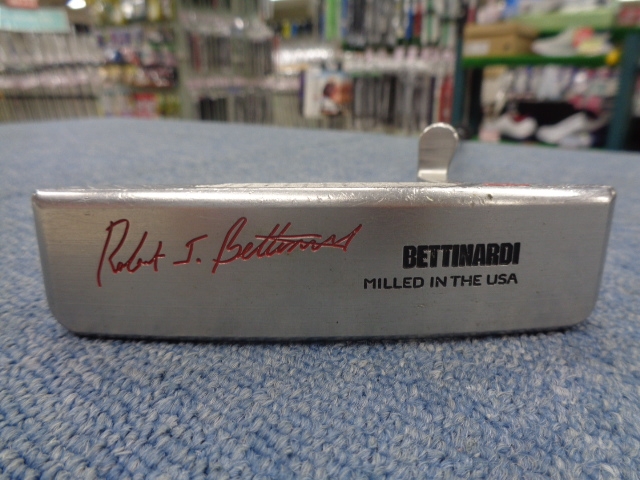 Robert J. Bettinardi
BETTINARDI
MILLED IN THE USA